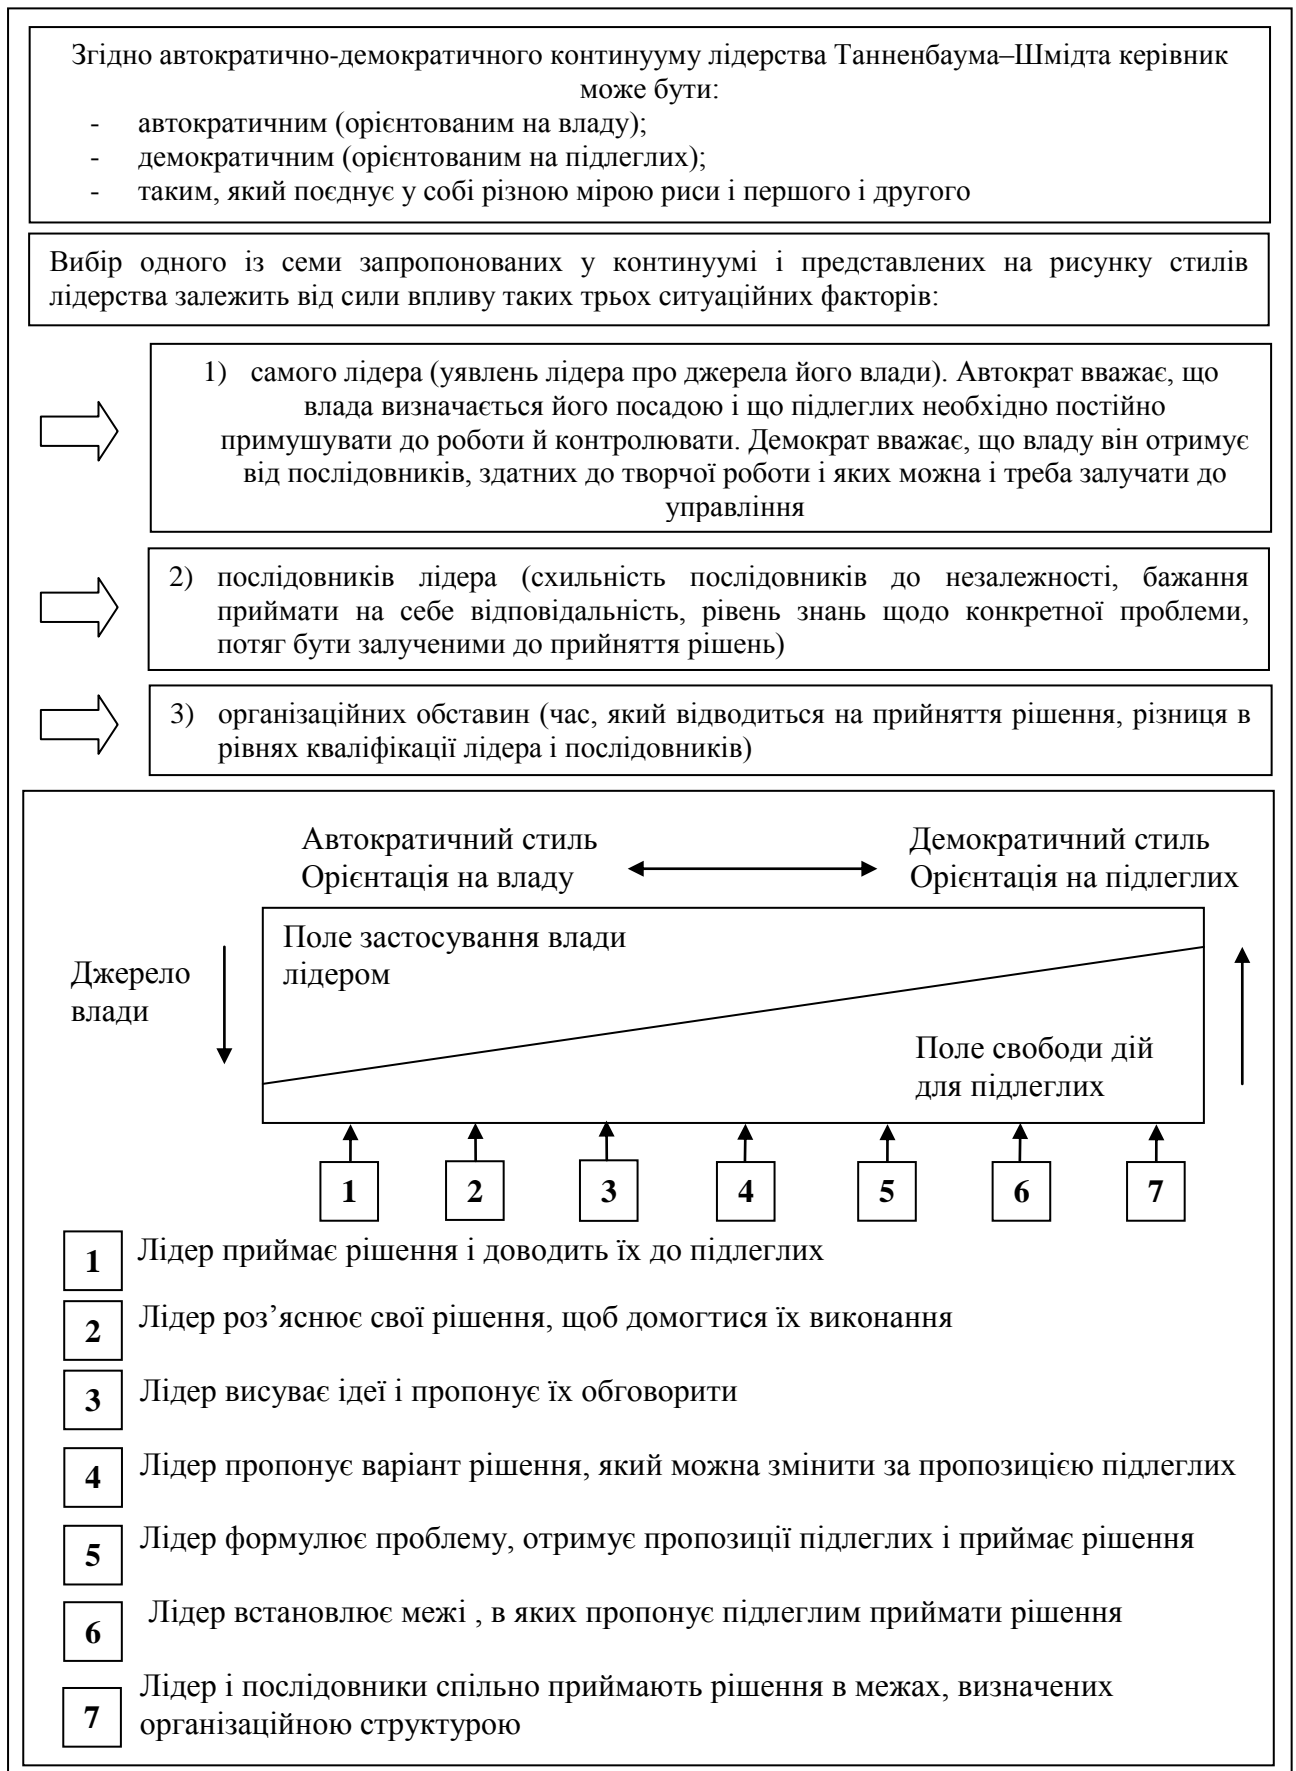 Згідно автократично-демократичного континууму лідерства Танненбаума–Шмідта керівник
може бути:
- автократичним (орієнтованим на владу);
- демократичним (орієнтованим на підлеглих);
- таким, який поєднує у собі різною мірою риси і першого і другого
Вибір одного із семи запропонованих у континуумі і представлених на рисунку стилів
лідерства залежить від сили впливу таких трьох ситуаційних факторів:
1) самого лідера (уявлень лідера про джерела його влади). Автократ вважає, що
влада визначається його посадою і що підлеглих необхідно постійно
примушувати до роботи й контролювати. Демократ вважає, що владу він отримує
від послідовників, здатних до творчої роботи і яких можна і треба залучати до
управління
2) послідовників лідера (схильність послідовників до незалежності, бажання
приймати на себе відповідальність, рівень знань щодо конкретної проблеми,
потяг бути залученими до прийняття рішень)
3) організаційних обставин (час, який відводиться на прийняття рішення, різниця в
рівнях кваліфікації лідера і послідовників)
Автократичний стиль
Орієнтація на владу
Демократичний стиль
Орієнтація на підлеглих
Джерело
влади
Поле застосування влади
лідером
Поле свободи дій
для підлеглих
1 2 3 4 5 6 7
1 Лідер приймає рішення і доводить їх до підлеглих
2 Лідер роз’яснює свої рішення, щоб домогтися їх виконання
3 Лідер висуває ідеї і пропонує їх обговорити
4 Лідер пропонує варіант рішення, який можна змінити за пропозицією підлеглих
5 Лідер формулює проблему, отримує пропозиції підлеглих і приймає рішення
6 Лідер встановлює межі , в яких пропонує підлеглим приймати рішення
7 Лідер і послідовники спільно приймають рішення в межах, визначених
організаційною структурою